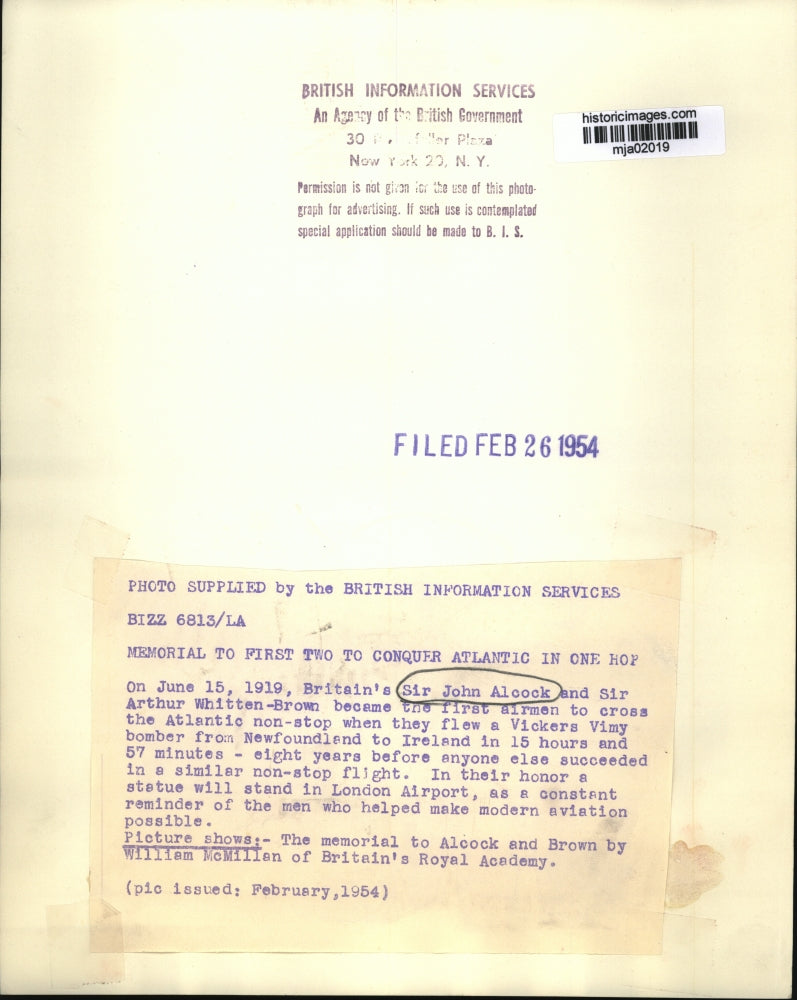 BRITISH INFORMATION SERVICES
An Agency of the British Government
30 Plaza
New York 20, N. Y.
Permission is not given for the use of this photo-
graph for advertising. If such use is contemplated
special application should be made to B. I. S.
historicimages.com
mja02019
FILED FEB 26 1954
PHOTO SUPPLIED by the BRITISH INFORMATION SERVICES
BIZZ 6813/LA
MEMORIAL TO FIRST TWO TO CONQUER ATLANTIC IN ONE HOP
On June 15, 1919, Britain's Sir John Alcock and Sir
Arthur Whitten-Brown became the first airmen to cross
the Atlantic non-stop when they flew a Vickers Vimy
bomber from Newfoundland to Ireland in 15 hours and
57 minutes - eight years before anyone else succeeded
in a similar non-stop flight. In their honor a
statue will stand in London Airport, as a constant
reminder of the men who helped make modern aviation
possible.
Picture shows:- The memorial to Alcock and Brown by
William McMillan of Britain's Royal Academy.
(pic issued: February,1954)